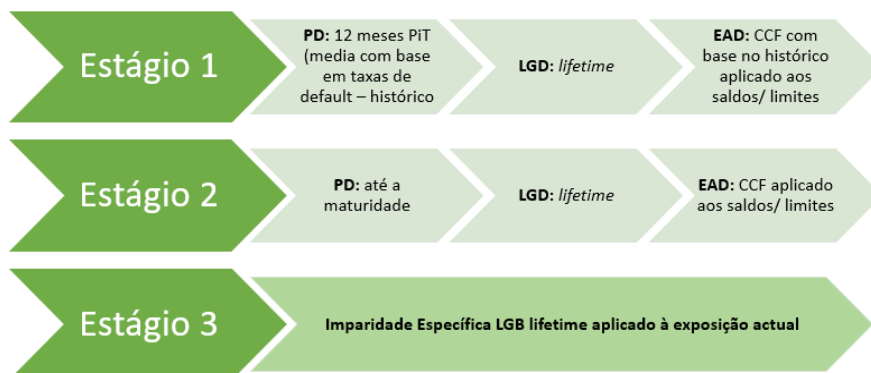 Estágio 1
PD: 12 meses PiT
(media com base
em taxas de
default – histórico
LGD: lifetime
EAD: CCF com
base no histórico
aplicado aos
saldos/ limites
Estágio 2
PD: até a
maturidade
LGD: lifetime
EAD: CCF aplicado
aos saldos/ limites
Estágio 3
Imparidade Específica LGB lifetime aplicado à exposição actual